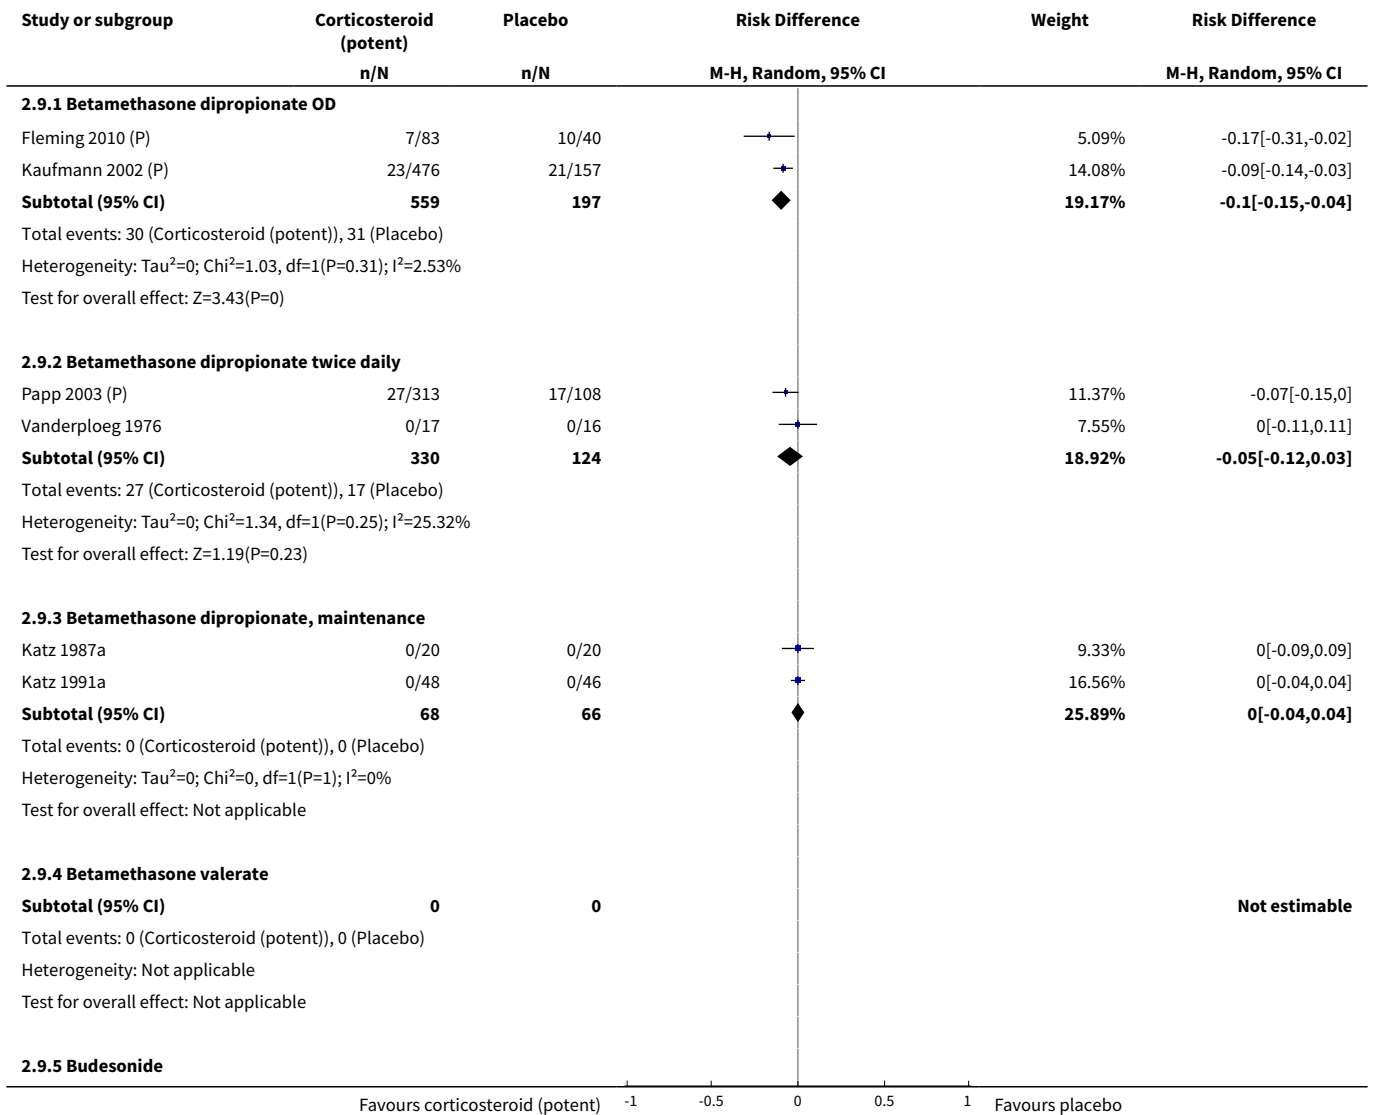 Study or subgroup Corticosteroid (potent) Placebo Risk Difference Weight Risk Difference
n/N n/N M-H, Random, 95% CI M-H, Random, 95% CI
2.9.1 Betamethasone dipropionate OD
Fleming 2010 (P) 7/83 10/40 5.09% -0.17[-0.31,-0.02]
Kaufmann 2002 (P) 23/476 21/157 14.08% -0.09[-0.14,-0.03]
Subtotal (95% CI) 559 197 19.17% -0.1[-0.15,-0.04]
Total events: 30 (Corticosteroid (potent)), 31 (Placebo)
Heterogeneity: Tau²=0; Chi²=1.03, df=1(P=0.31); I²=2.53%
Test for overall effect: Z=3.43(P=0)
2.9.2 Betamethasone dipropionate twice daily
Papp 2003 (P) 27/313 17/108 11.37% -0.07[-0.15,0]
Vanderploeg 1976 0/17 0/16 7.55% 0[-0.11,0.11]
Subtotal (95% CI) 330 124 18.92% -0.05[-0.12,0.03]
Total events: 27 (Corticosteroid (potent)), 17 (Placebo)
Heterogeneity: Tau²=0; Chi²=1.34, df=1(P=0.25); I²=25.32%
Test for overall effect: Z=1.19(P=0.23)
2.9.3 Betamethasone dipropionate, maintenance
Katz 1987a 0/20 0/20 9.33% 0[-0.09,0.09]
Katz 1991a 0/48 0/46 16.56% 0[-0.04,0.04]
Subtotal (95% CI) 68 66 25.89% 0[-0.04,0.04]
Total events: 0 (Corticosteroid (potent)), 0 (Placebo)
Heterogeneity: Tau²=0; Chi²=0, df=1(P=1); I²=0%
Test for overall effect: Not applicable
2.9.4 Betamethasone valerate
Subtotal (95% CI) 0 0 Not estimable
Total events: 0 (Corticosteroid (potent)), 0 (Placebo)
Heterogeneity: Not applicable
Test for overall effect: Not applicable
2.9.5 Budesonide
Favours corticosteroid (potent) -1 -0.5 0 0.5 1 Favours placebo